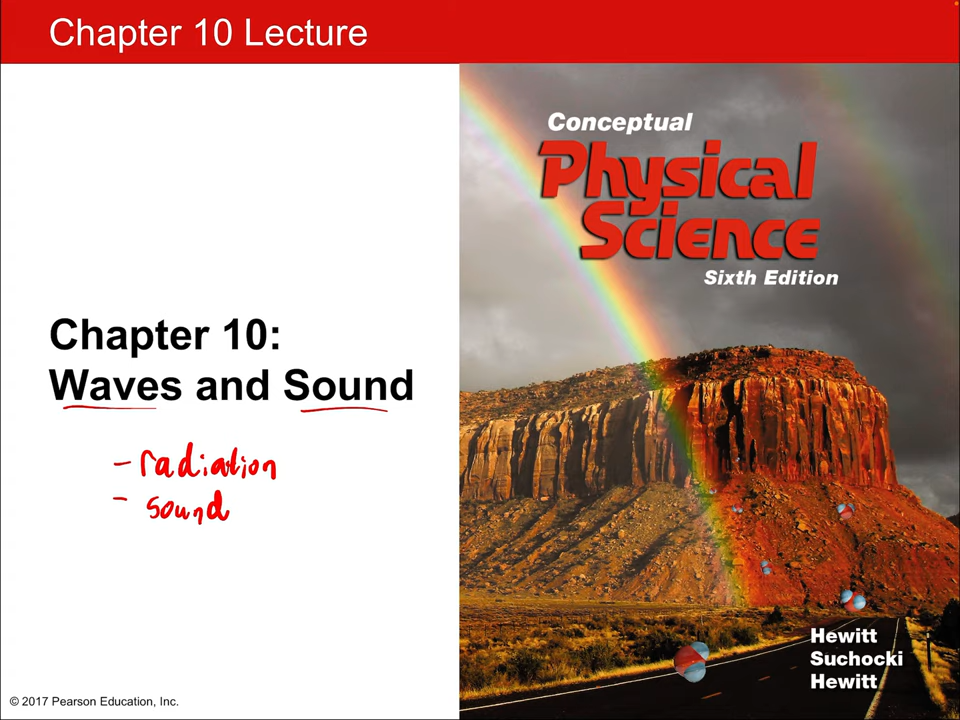 Chapter 10 Lecture
Conceptual
Physical
Science
Sixth Edition
Chapter 10:
Waves and Sound
- radiation
- sound
Hewitt
Suchocki
Hewitt
© 2017 Pearson Education, Inc.